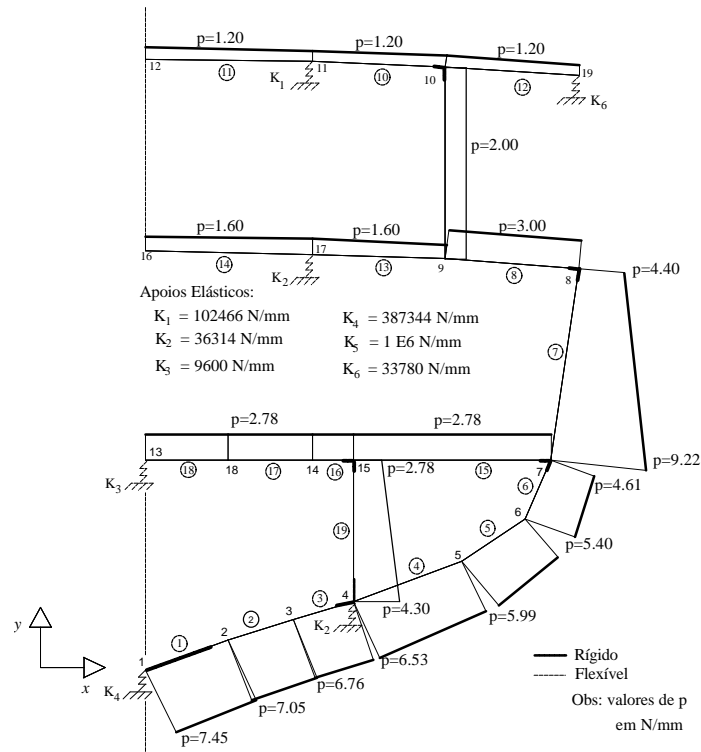 p=1.20 p=1.20 p=1.20
12 11 10 19
11 10 12
K1 K6
p=2.00
p=1.60 p=1.60 p=3.00
16 17 9 8
14 13 8
K2
p=4.40
Apoios Elásticos:
K1 = 102466 N/mm K4 = 387344 N/mm
K2 = 36314 N/mm K5 = 1 E6 N/mm
K3 = 9600 N/mm K6 = 33780 N/mm
7
p=2.78 p=2.78
13 18 14 15 7
18 17 16 15
p=2.78
p=9.22
p=4.61
K3
6
6
19
5
p=5.40
5
4
4
3
p=4.30
p=5.99
K2
3
2
2
1
1
y
x
K4
p=6.53
p=6.76
p=7.05
p=7.45
Rígido
Flexível
Obs: valores de p
em N/mm